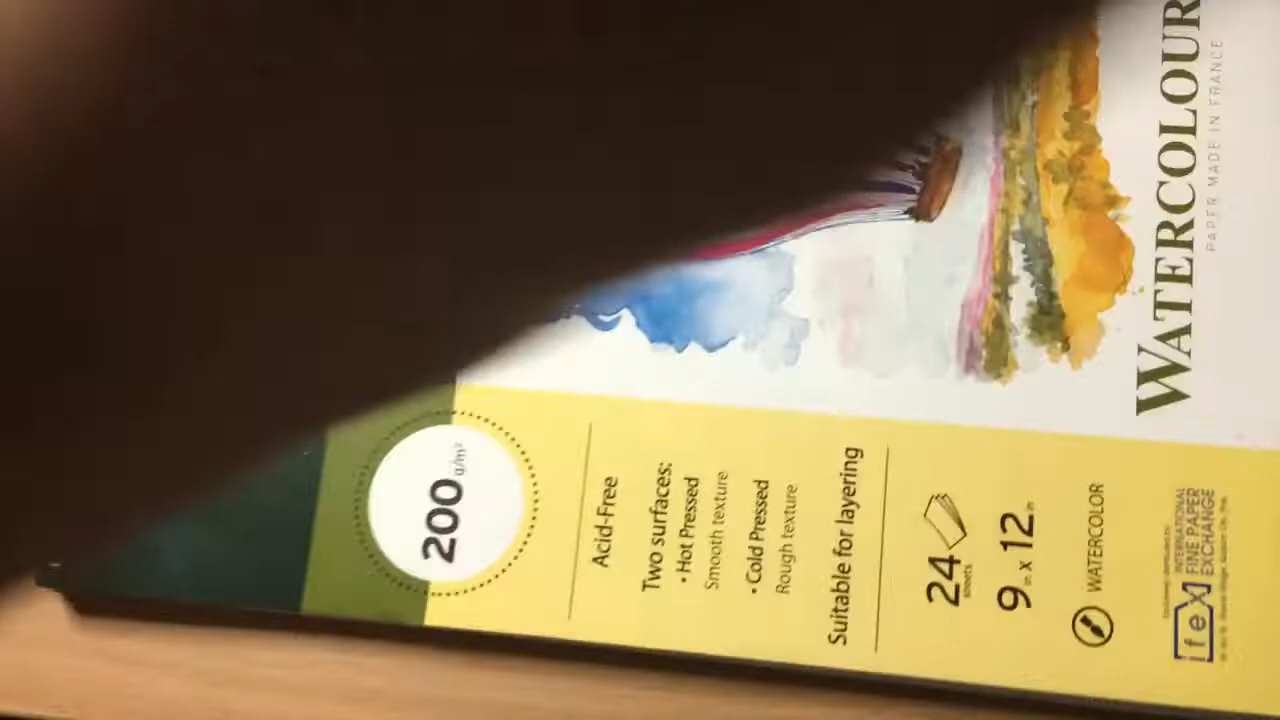 WATERCOLOUR
PAPER MADE IN FRANCE
200 g/m²
Acid-Free
Two surfaces:
• Hot Pressed
Smooth texture
• Cold Pressed
Rough texture
Suitable for layering
24
sheets
9 in x 12 in
WATERCOLOR
ifex
INTERNATIONAL
FINE PAPER
EXCHANGE